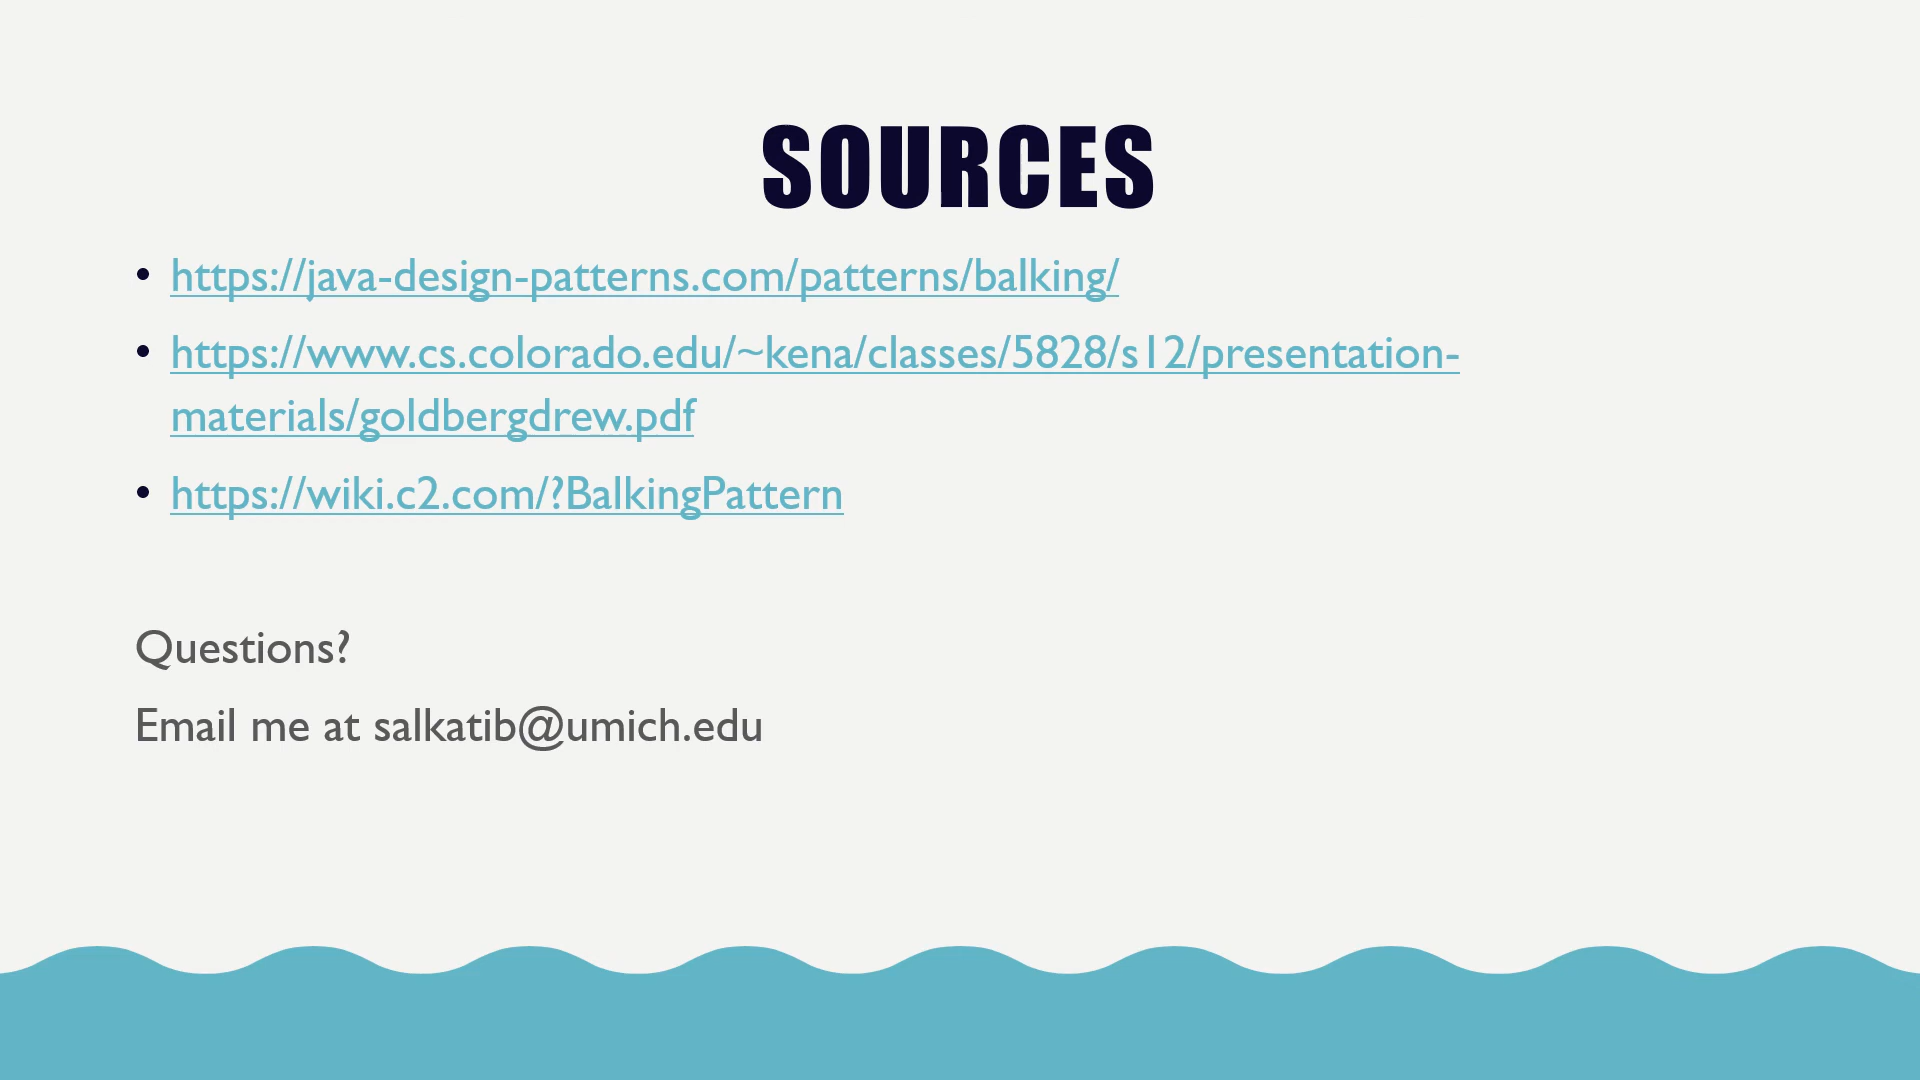 SOURCES
• https://java-design-patterns.com/patterns/balking/
• https://www.cs.colorado.edu/~kena/classes/5828/s12/presentation-
materials/goldbergdrew.pdf
• https://wiki.c2.com/?BalkingPattern
Questions?
Email me at salkatib@umich.edu